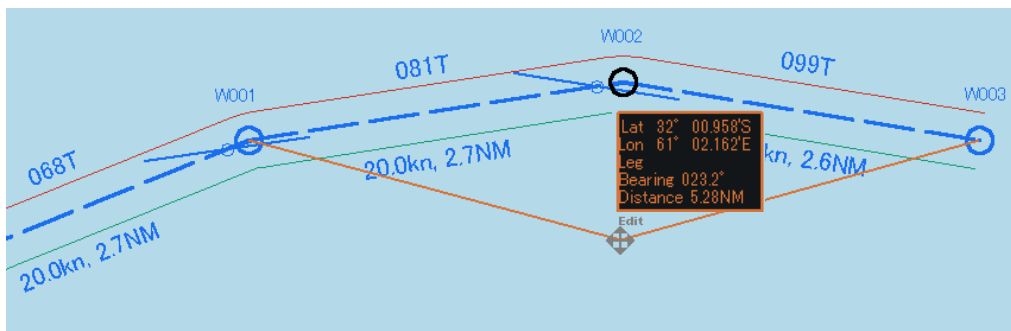 W002
081T
099T
W001
W003
068T
Lat 32° 00.958'S
Lon 61° 02.162'E
Leg
Bearing 023.2°
Distance 5.28NM
20.0kn, 2.7NM
kn, 2.6NM
Edit
20.0kn, 2.7NM